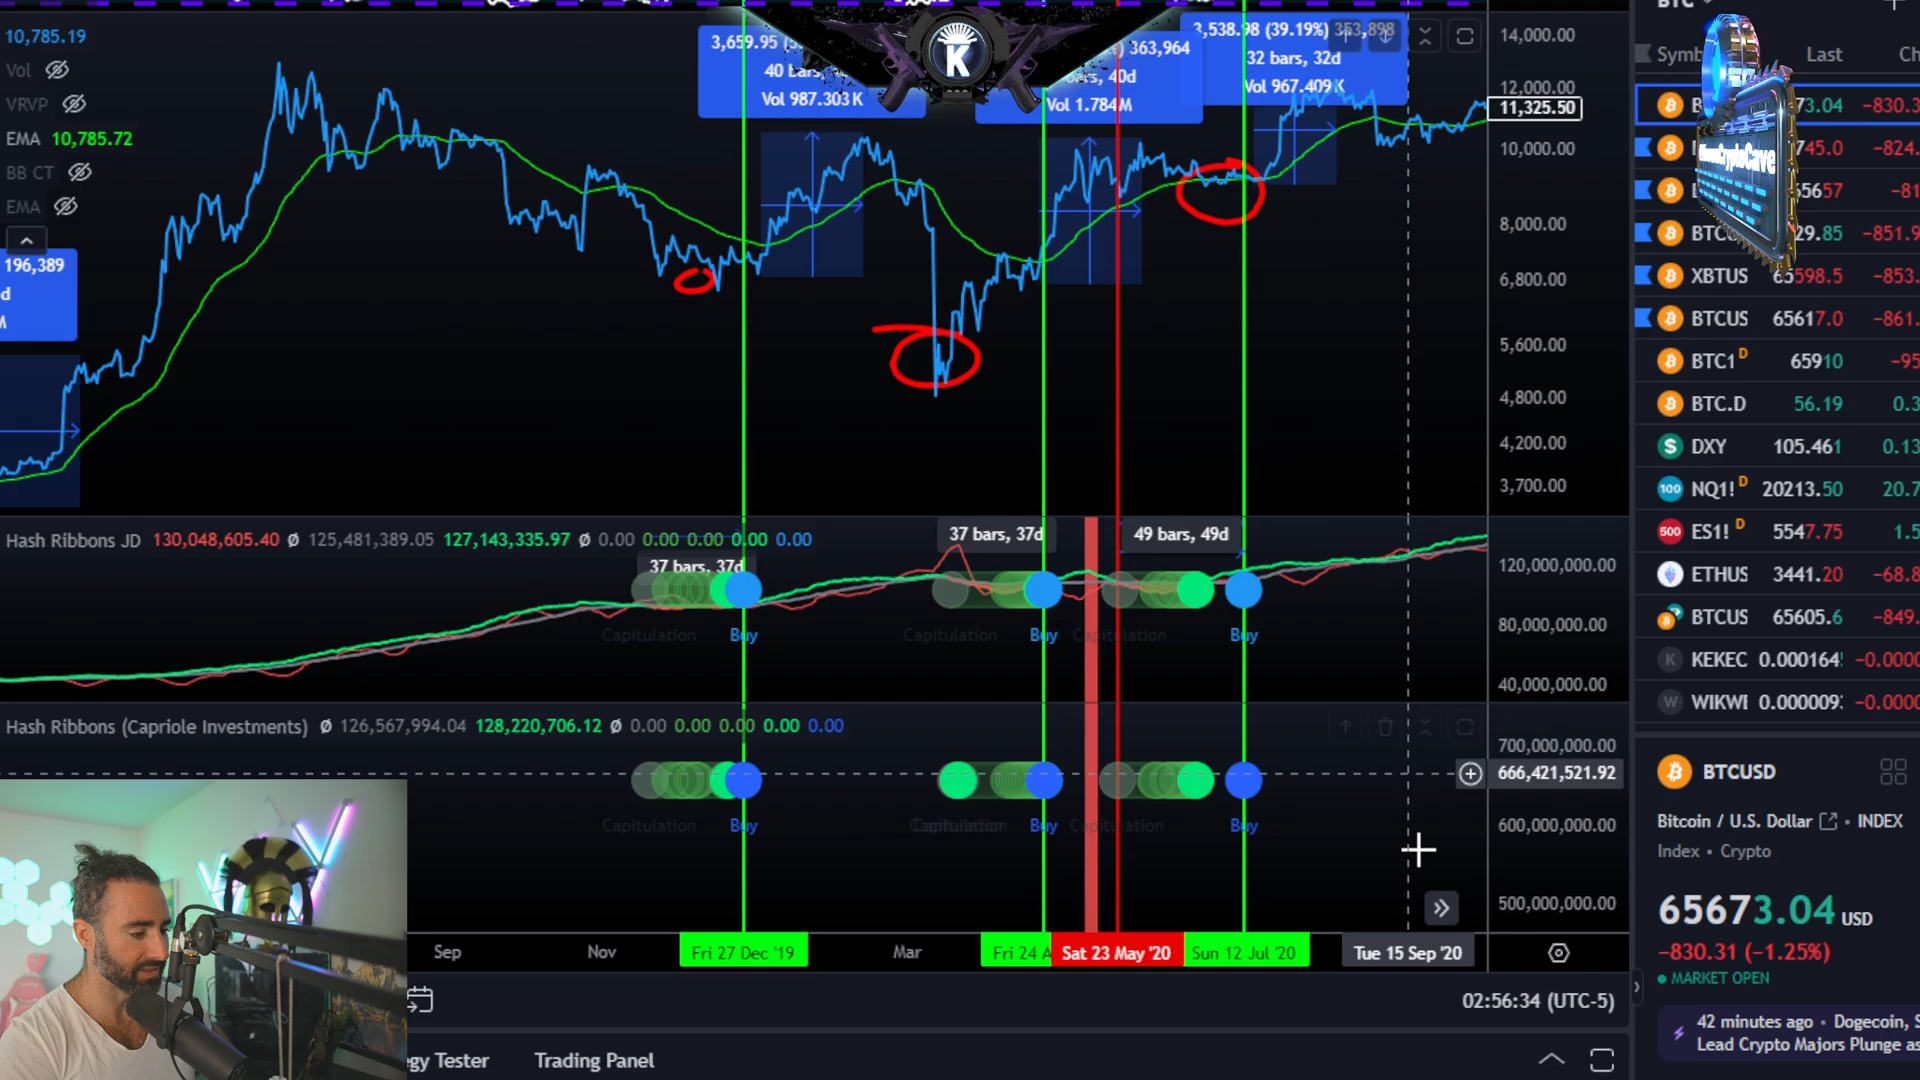 10,785.19
Vol
VRVP
EMA 10,785.72
BB CT
EMA
196,389
d
M
3,659.95
40 bars,
Vol 987.303K
K
363,964
bars, 40d
Vol 1.784M
3,538.98 (39.19%) 353,898
32 bars, 32d
Vol 967.409K
14,000.00
12,000.00
11,325.50
10,000.00
8,000.00
6,800.00
5,600.00
4,800.00
4,200.00
3,700.00
Hash Ribbons JD 130,048,605.40 Ø 125,481,389.05 127,143,335.97 Ø 0.00 0.00 0.00 0.00 0.00
37 bars, 37d
37 bars, 37d
49 bars, 49d
Capitulation Buy Capitulation Buy Capitulation Buy
120,000,000.00
80,000,000.00
40,000,000.00
Hash Ribbons (Capriole Investments) Ø 126,567,994.04 128,220,706.12 Ø 0.00 0.00 0.00 0.00 0.00
Capitulation Buy Capitulation Buy Capitulation Buy
700,000,000.00
666,421,521.92
600,000,000.00
500,000,000.00
Sep Nov Fri 27 Dec '19 Mar Fri 24 A Sat 23 May '20 Sun 12 Jul '20 Tue 15 Sep '20
02:56:34 (UTC-5)
gy Tester Trading Panel
BTC
Symb Last Ch
B 73.04 -830.3
745.0 -824.
65657 -81
BTC 29.85 -851.9
XBTUS 65598.5 -853.
BTCUS 65617.0 -861.
BTC1 D 65910 -95
BTC.D 56.19 0.3
DXY 105.461 0.13
100 NQ1! D 20213.50 20.7
500 ES1! D 5547.75 1.5
ETHUS 3441.20 -68.8
BTCUS 65605.6 -849.
K KEKEC 0.000164 -0.0000
W WIKWI 0.000009 -0.0000
BTCUSD
Bitcoin / U.S. Dollar • INDEX
Index • Crypto
65673.04 USD
−830.31 (−1.25%)
MARKET OPEN
42 minutes ago • Dogecoin, S
Lead Crypto Majors Plunge as